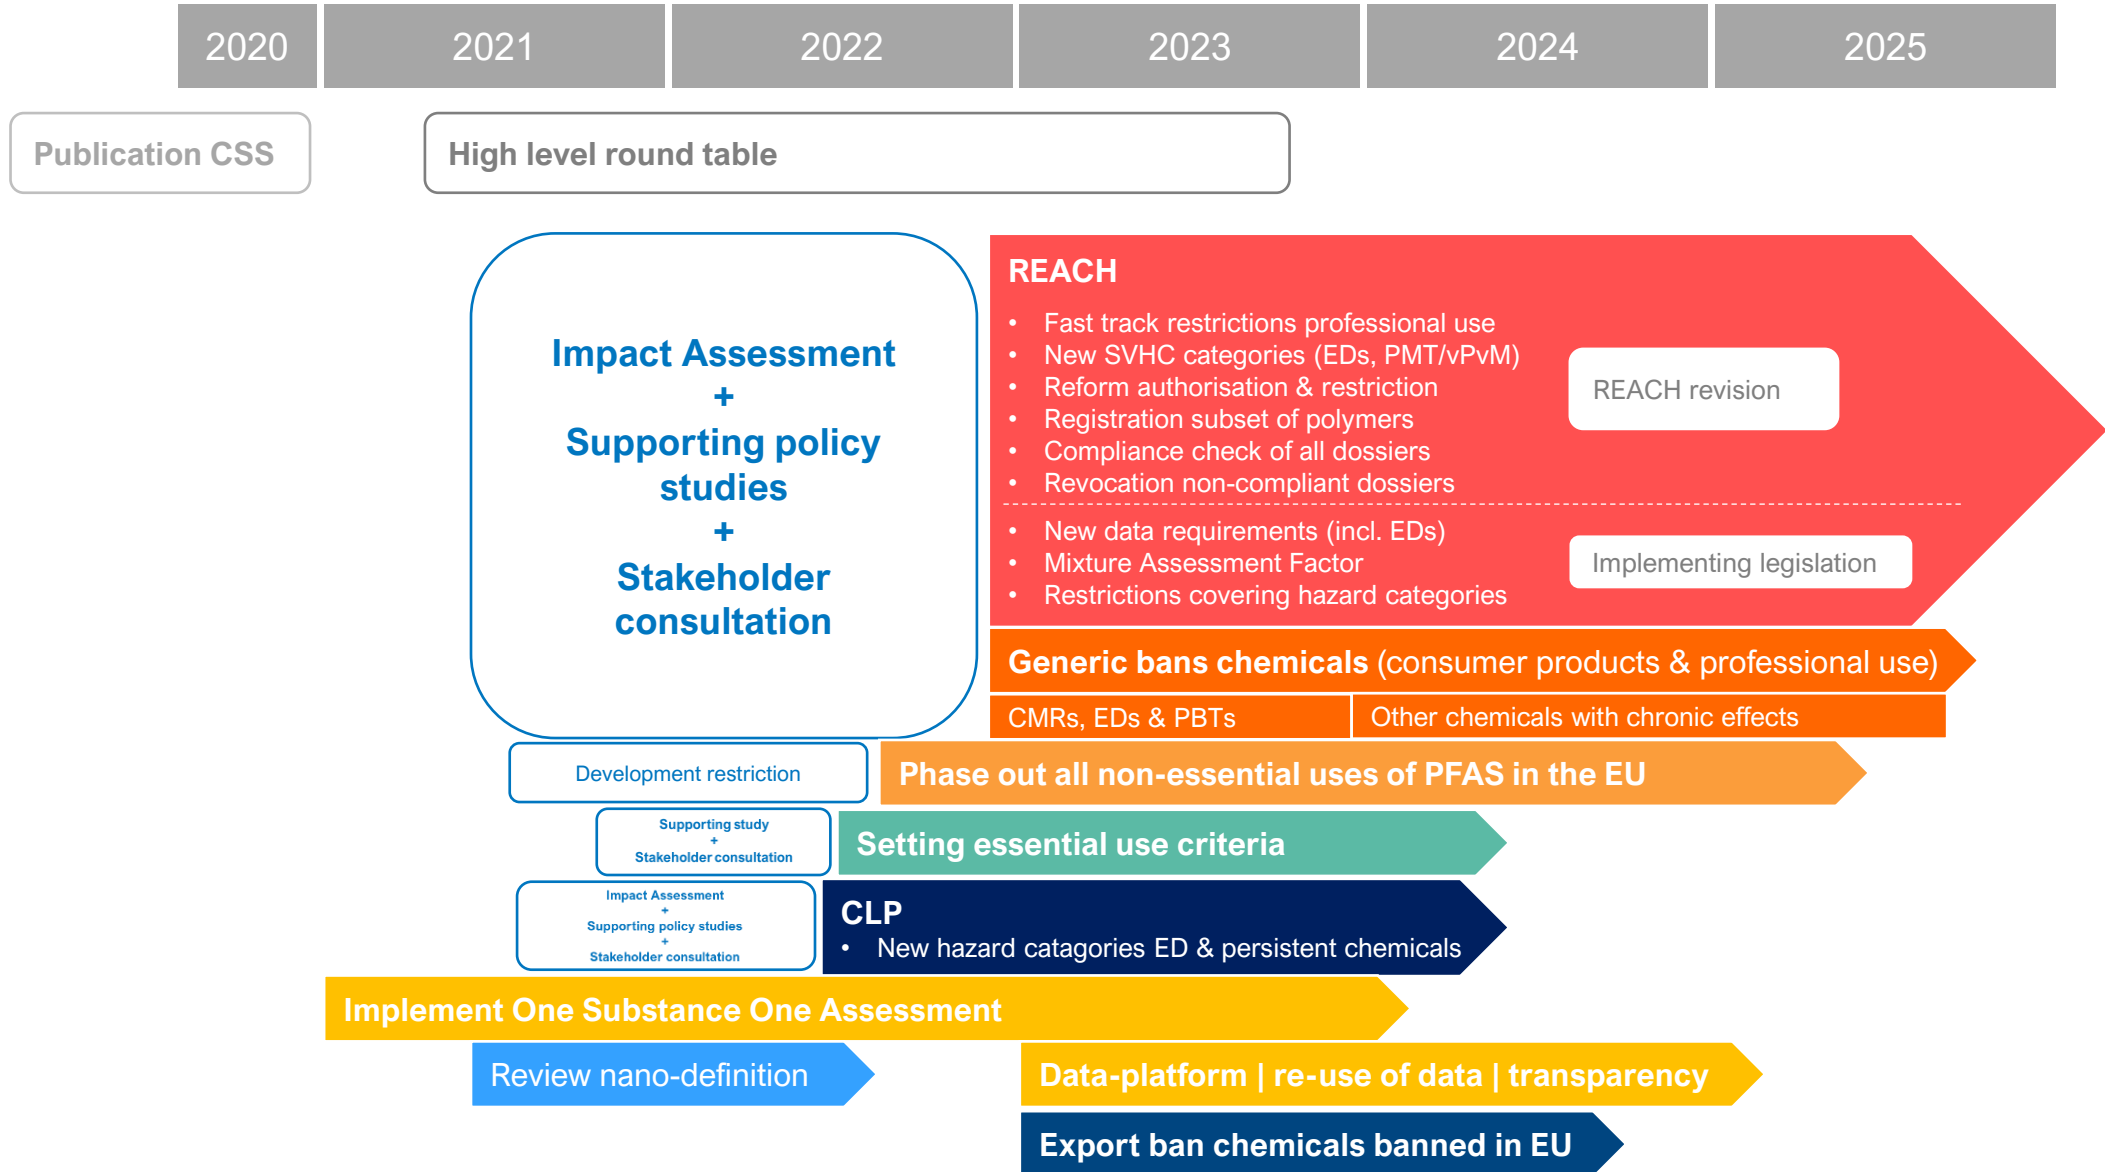 2020
2021
2022
2023
2024
2025
Publication CSS
High level round table
Impact Assessment
+
Supporting policy
studies
+
Stakeholder
consultation
REACH
• Fast track restrictions professional use
• New SVHC categories (EDs, PMT/vPvM)
• Reform authorisation & restriction
• Registration subset of polymers
• Compliance check of all dossiers
• Revocation non-compliant dossiers
REACH revision
• New data requirements (incl. EDs)
• Mixture Assessment Factor
• Restrictions covering hazard categories
Implementing legislation
Generic bans chemicals (consumer products & professional use)
CMRs, EDs & PBTs
Other chemicals with chronic effects
Development restriction
Phase out all non-essential uses of PFAS in the EU
Supporting study
+
Stakeholder consultation
Setting essential use criteria
Impact Assessment
+
Supporting policy studies
+
Stakeholder consultation
CLP
• New hazard catagories ED & persistent chemicals
Implement One Substance One Assessment
Review nano-definition
Data-platform | re-use of data | transparency
Export ban chemicals banned in EU